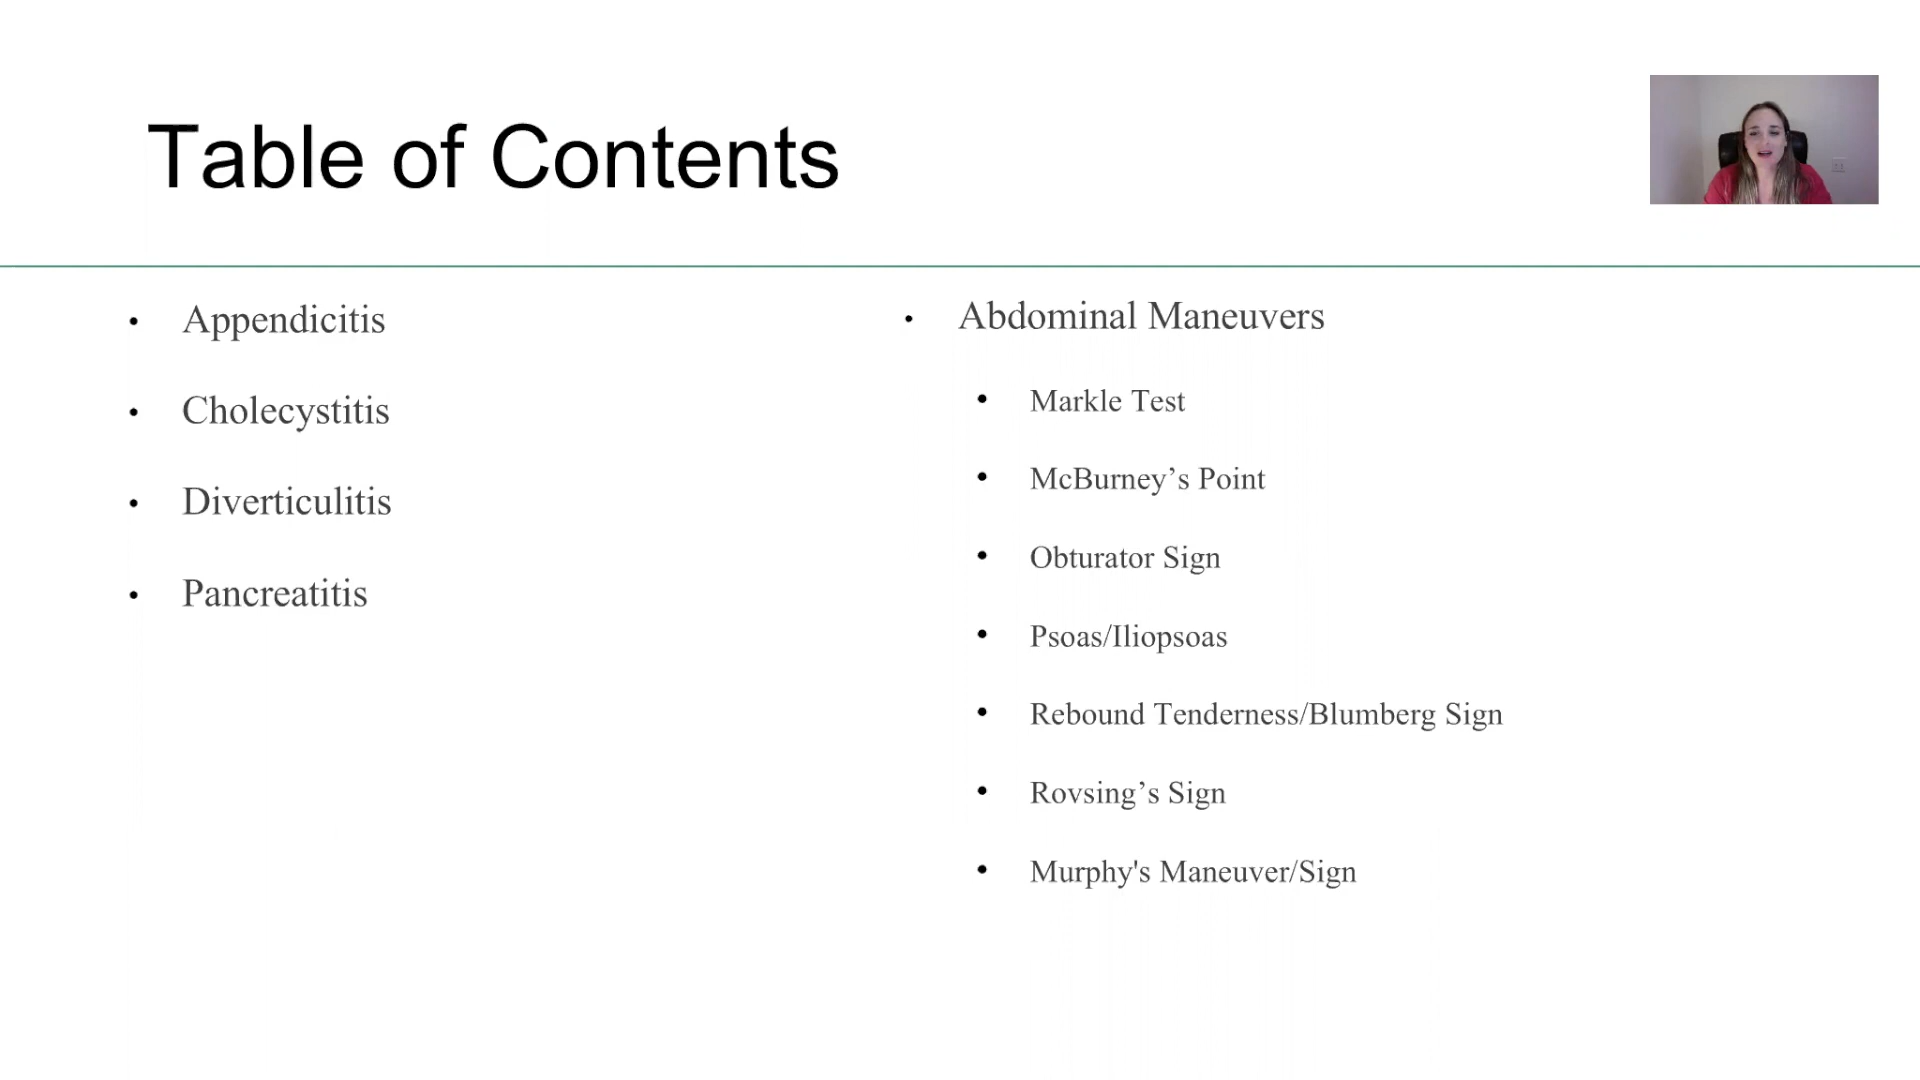 Table of Contents
• Appendicitis
• Cholecystitis
• Diverticulitis
• Pancreatitis
• Abdominal Maneuvers
• Markle Test
• McBurney’s Point
• Obturator Sign
• Psoas/Iliopsoas
• Rebound Tenderness/Blumberg Sign
• Rovsing’s Sign
• Murphy's Maneuver/Sign